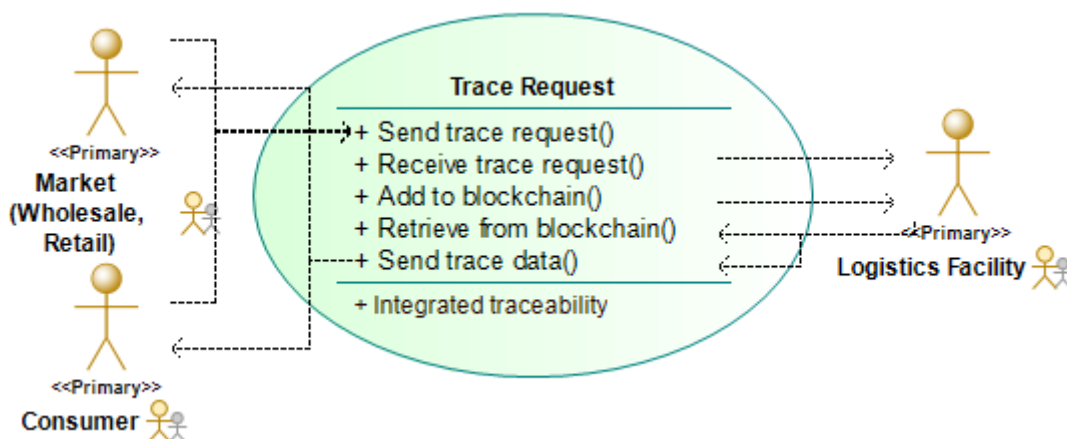 <<Primary>>
Market
(Wholesale,
Retail)
<<Primary>>
Consumer
Trace Request
+ Send trace request()
+ Receive trace request()
+ Add to blockchain()
+ Retrieve from blockchain()
+ Send trace data()
+ Integrated traceability
<<Primary>>
Logistics Facility